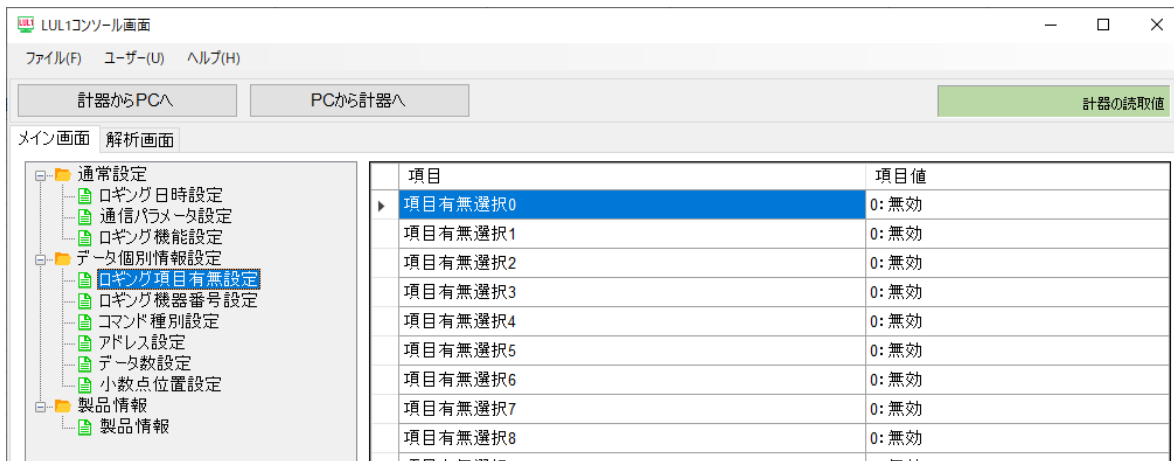 LUL1コンソール画面
ファイル(F) ユーザー(U) ヘルプ(H)
計器からPCへ PCから計器へ 計器の読取値
メイン画面 解析画面
通常設定
ロギング日時設定
通信パラメータ設定
ロギング機能設定
データ個別情報設定
ロギング項目有無設定
ロギング機器番号設定
コマンド種別設定
アドレス設定
データ数設定
小数点位置設定
製品情報
製品情報
項目 項目値
項目有無選択0 0: 無効
項目有無選択1 0: 無効
項目有無選択2 0: 無効
項目有無選択3 0: 無効
項目有無選択4 0: 無効
項目有無選択5 0: 無効
項目有無選択6 0: 無効
項目有無選択7 0: 無効
項目有無選択8 0: 無効